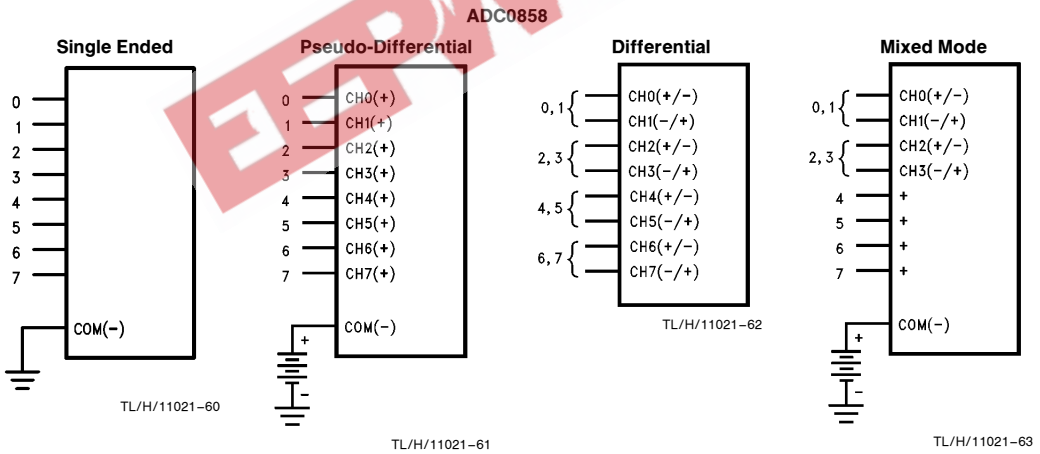 ADC0858
Single Ended
0
1
2
3
4
5
6
7
COM(−)
TL/H/11021–60
Pseudo-Differential
0 CH0(+)
1 CH1(+)
2 CH2(+)
3 CH3(+)
4 CH4(+)
5 CH5(+)
6 CH6(+)
7 CH7(+)
COM(−)
+
−
TL/H/11021–61
Differential
0,1 CH0(+/−)
CH1(−/+)
2,3 CH2(+/−)
CH3(−/+)
4,5 CH4(+/−)
CH5(−/+)
6,7 CH6(+/−)
CH7(−/+)
TL/H/11021–62
Mixed Mode
0,1 CH0(+/−)
CH1(−/+)
2,3 CH2(+/−)
CH3(−/+)
4 +
5 +
6 +
7 +
COM(−)
+
−
TL/H/11021–63